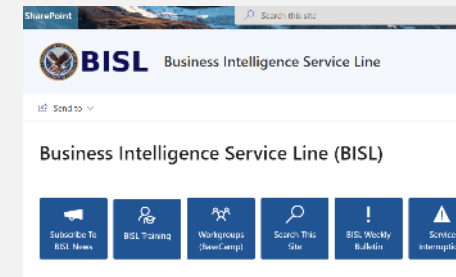 SharePoint
Search this site
BISL Business Intelligence Service Line
Send to
Business Intelligence Service Line (BISL)
Subscribe To
BISL News
BISL Training
Workgroups
(BaseCamp)
Search This
Site
BISL Weekly
Bulletin
Service